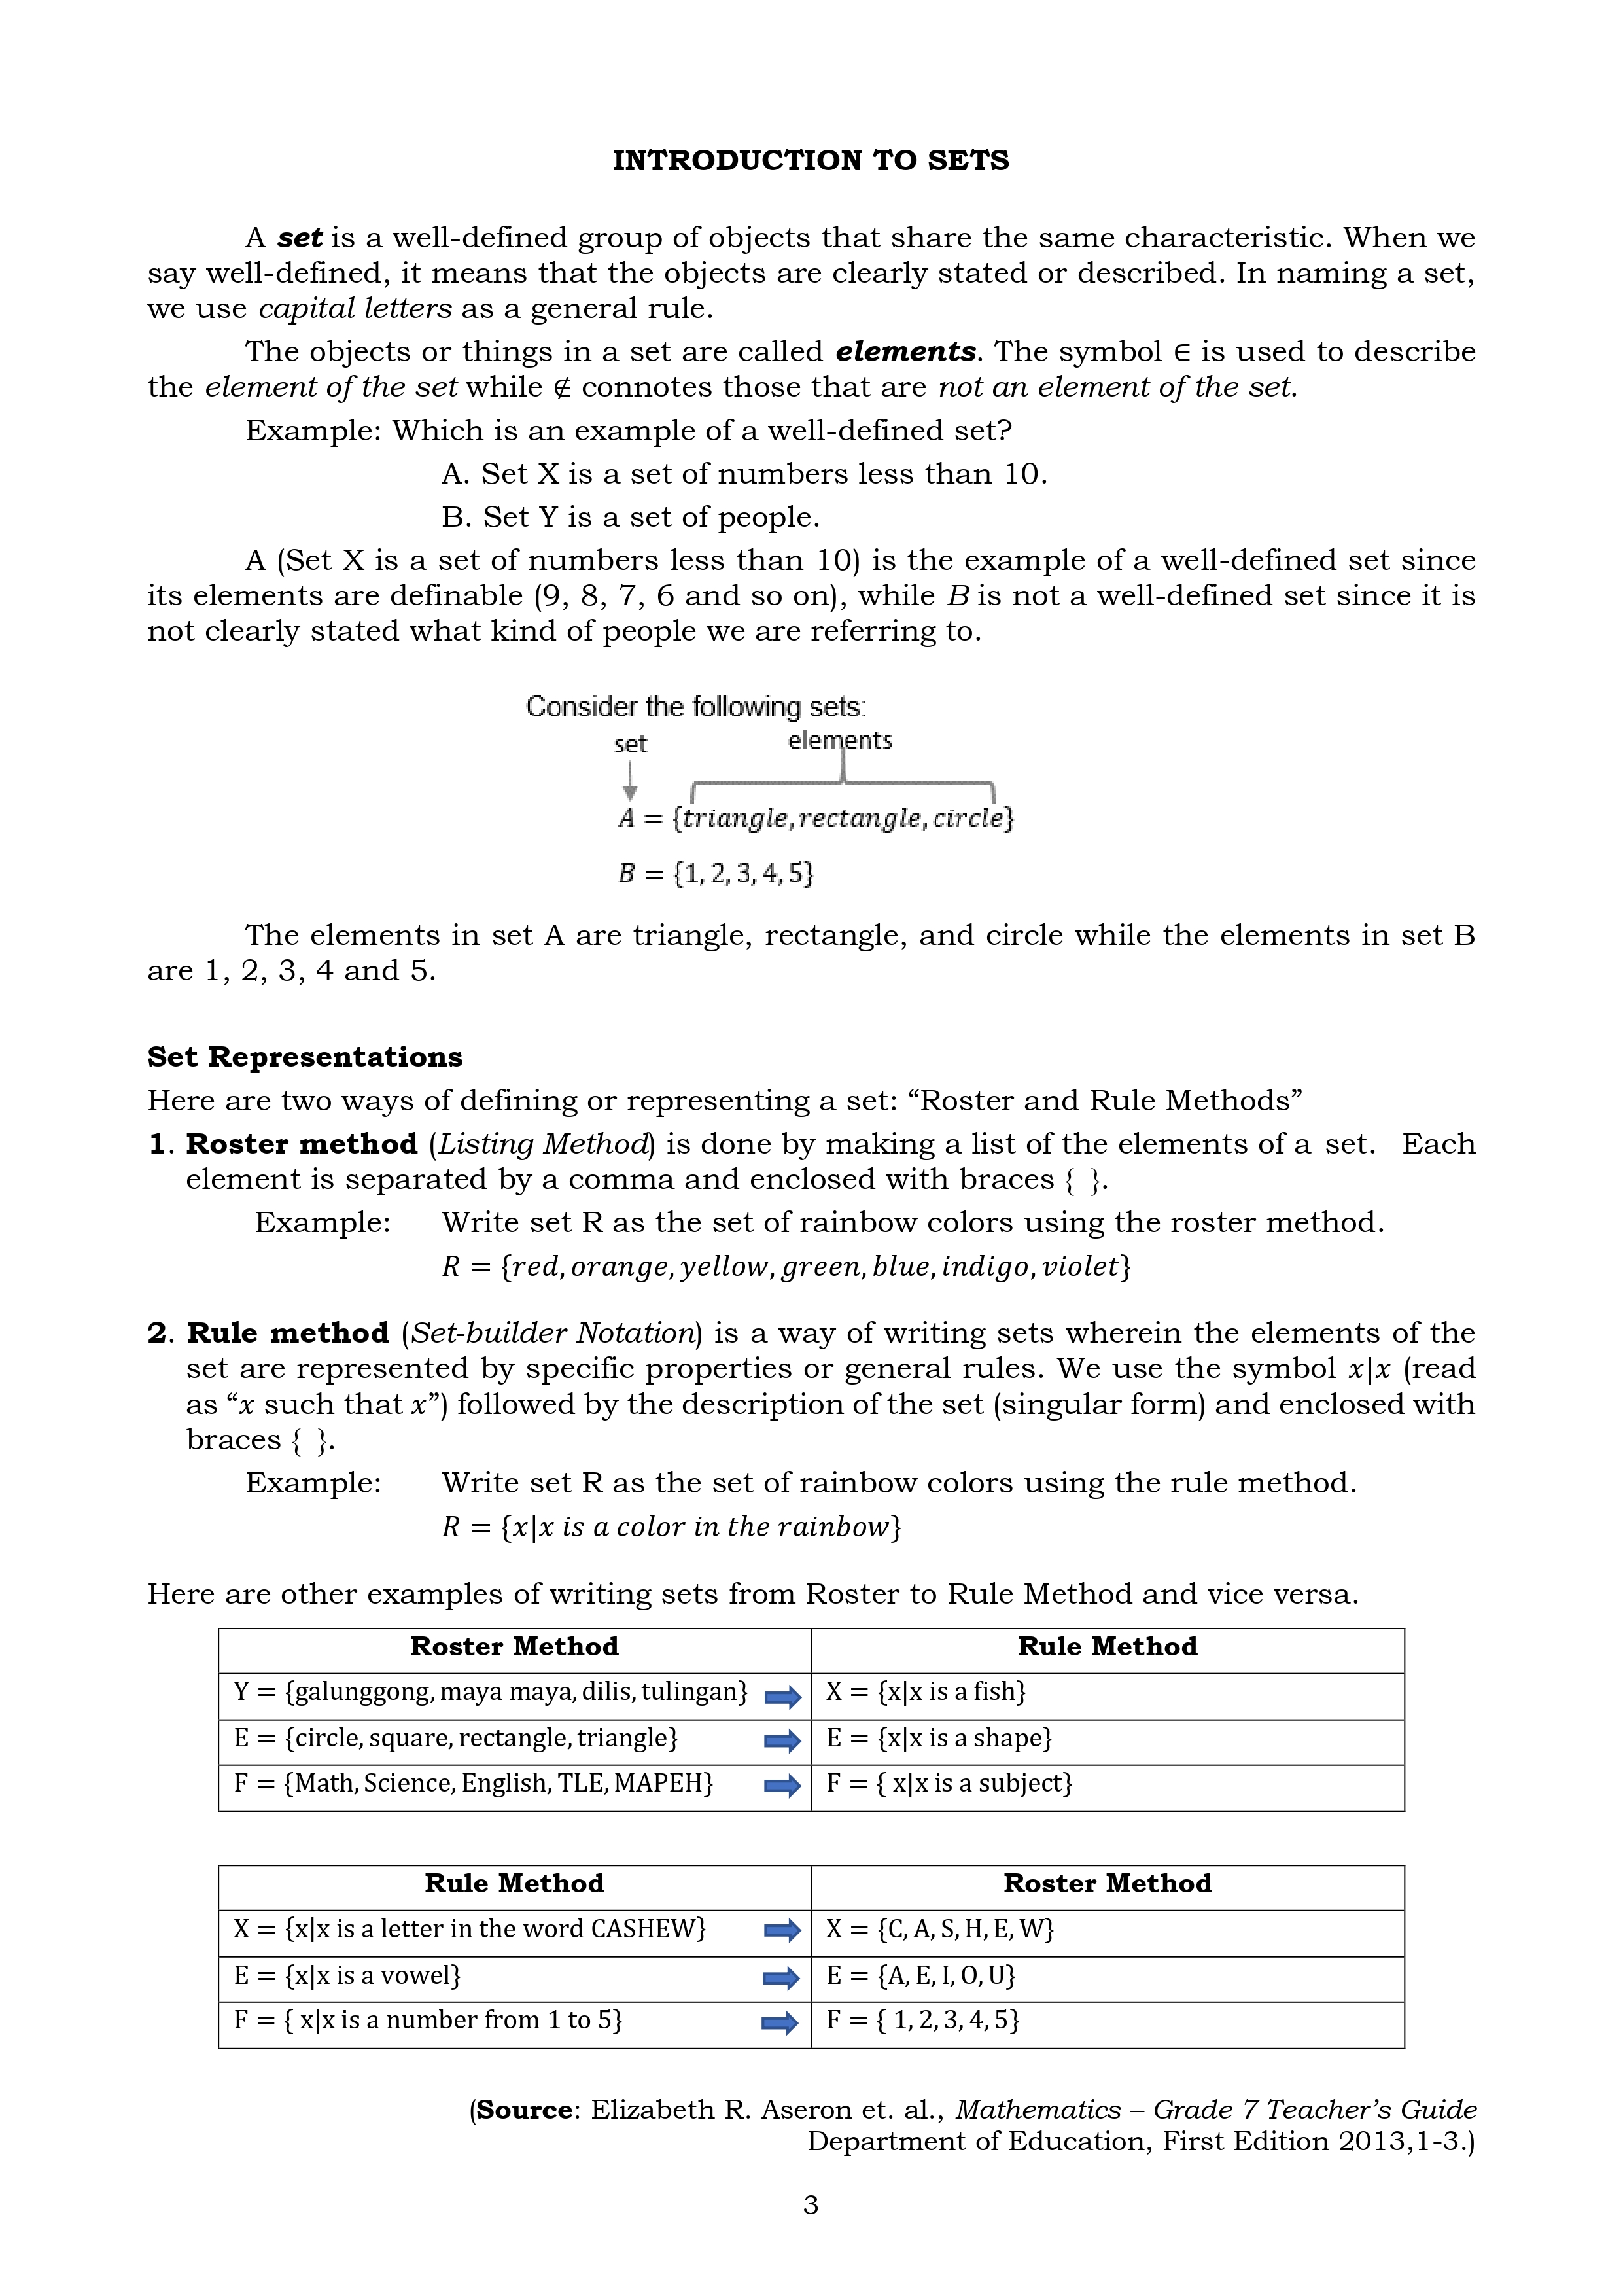 INTRODUCTION TO SETS
A set is a well-defined group of objects that share the same characteristic. When we
say well-defined, it means that the objects are clearly stated or described. In naming a set,
we use capital letters as a general rule.
The objects or things in a set are called elements. The symbol ∈ is used to describe
the element of the set while ∉ connotes those that are not an element of the set.
Example: Which is an example of a well-defined set?
A. Set X is a set of numbers less than 10.
B. Set Y is a set of people.
A (Set X is a set of numbers less than 10) is the example of a well-defined set since
its elements are definable (9, 8, 7, 6 and so on), while B is not a well-defined set since it is
not clearly stated what kind of people we are referring to.
Consider the following sets:
set elements
A = {triangle, rectangle, circle}
B = {1, 2, 3, 4, 5}
The elements in set A are triangle, rectangle, and circle while the elements in set B
are 1, 2, 3, 4 and 5.
Set Representations
Here are two ways of defining or representing a set: “Roster and Rule Methods”
1. Roster method (Listing Method) is done by making a list of the elements of a set. Each
element is separated by a comma and enclosed with braces { }.
Example: Write set R as the set of rainbow colors using the roster method.
R = {red, orange, yellow, green, blue, indigo, violet}
2. Rule method (Set-builder Notation) is a way of writing sets wherein the elements of the
set are represented by specific properties or general rules. We use the symbol x|x (read
as “x such that x”) followed by the description of the set (singular form) and enclosed with
braces { }.
Example: Write set R as the set of rainbow colors using the rule method.
R = {x|x is a color in the rainbow}
Here are other examples of writing sets from Roster to Rule Method and vice versa.
Roster Method Rule Method
Y = {galunggong, maya maya, dilis, tulingan} X = {x|x is a fish}
E = {circle, square, rectangle, triangle} E = {x|x is a shape}
F = {Math, Science, English, TLE, MAPEH} F = { x|x is a subject}
Rule Method Roster Method
X = {x|x is a letter in the word CASHEW} X = {C, A, S, H, E, W}
E = {x|x is a vowel} E = {A, E, I, O, U}
F = { x|x is a number from 1 to 5} F = { 1, 2, 3, 4, 5}
(Source: Elizabeth R. Aseron et. al., Mathematics – Grade 7 Teacher’s Guide
Department of Education, First Edition 2013,1-3.)
3